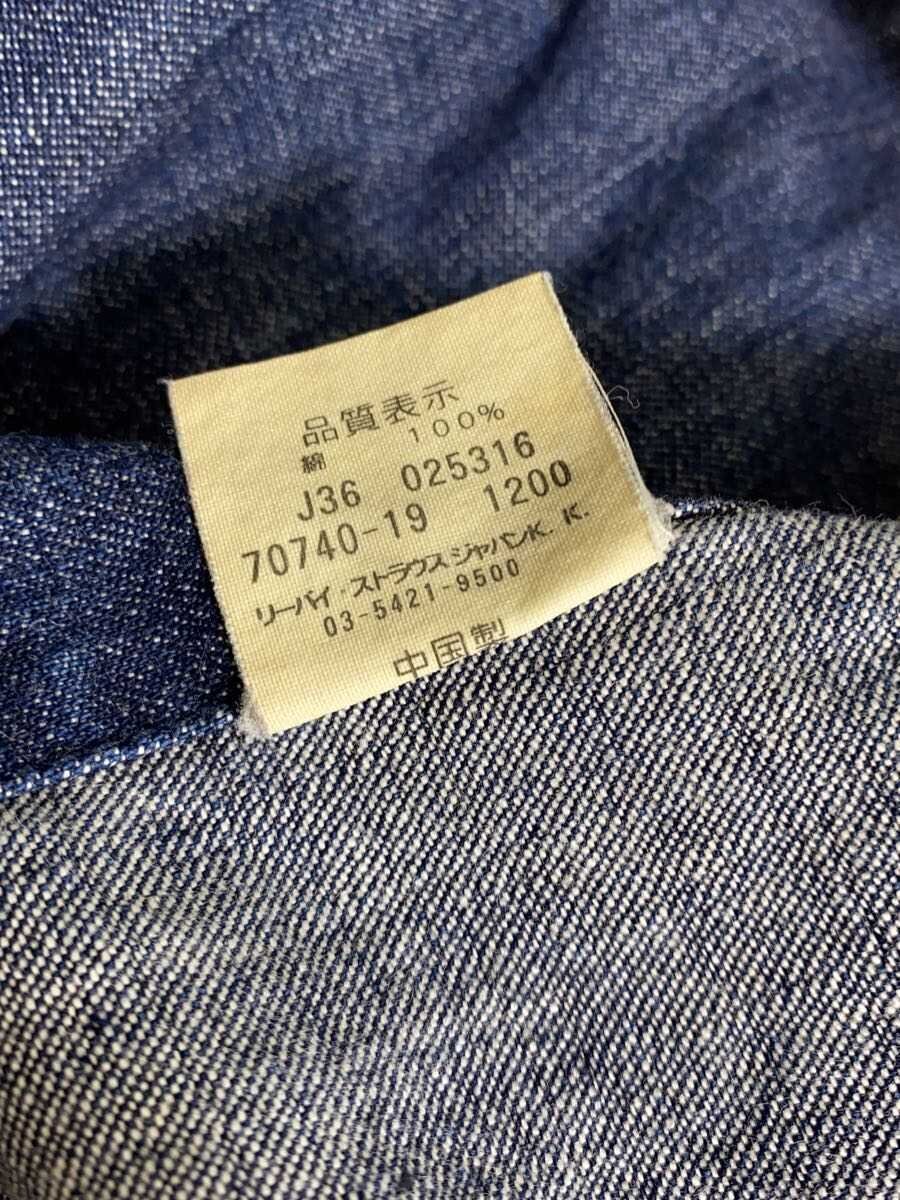 品質表示
綿 100%
J36 025316
70740-19 1200
リーバイ・ストラウスジャパンK.K.
03-5421-9500
中国製